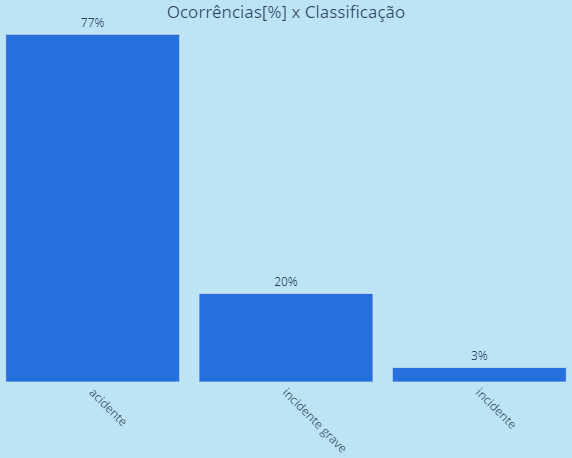 Ocorrências[%] x Classificação
77%
20%
3%
acidente
incidente grave
incidente